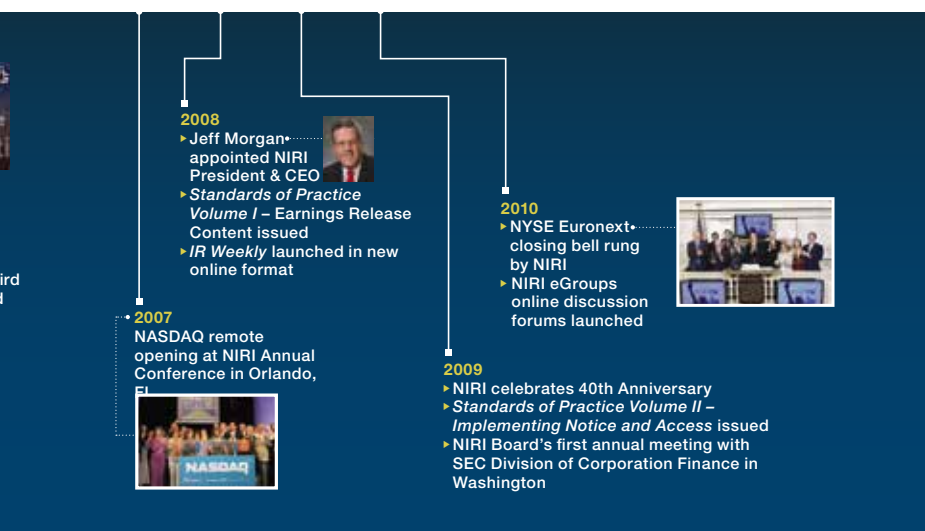 2008
Jeff Morgan
appointed NIRI
President & CEO
Standards of Practice
Volume I – Earnings Release
Content issued
IR Weekly launched in new
online format
2010
NYSE Euronext
closing bell rung
by NIRI
NIRI eGroups
online discussion
forums launched
ird
2007
NASDAQ remote
opening at NIRI Annual
Conference in Orlando,
NASDAQ
2009
NIRI celebrates 40th Anniversary
Standards of Practice Volume II –
Implementing Notice and Access issued
NIRI Board's first annual meeting with
SEC Division of Corporation Finance in
Washington